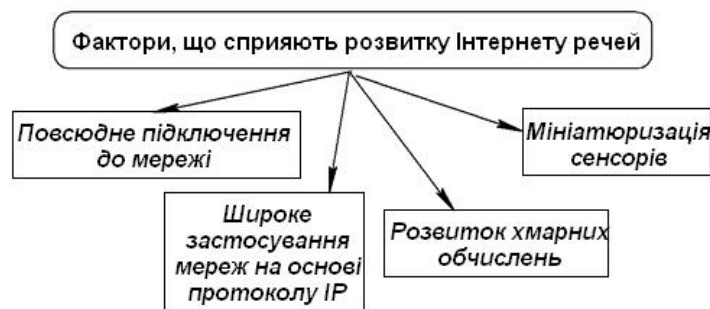 Фактори, що сприяють розвитку Інтернету речей
Повсюдне підключення
до мережі
Широке
застосування
мереж на основі
протоколу IP
Розвиток хмарних
обчислень
Мініатюризація
сенсорів